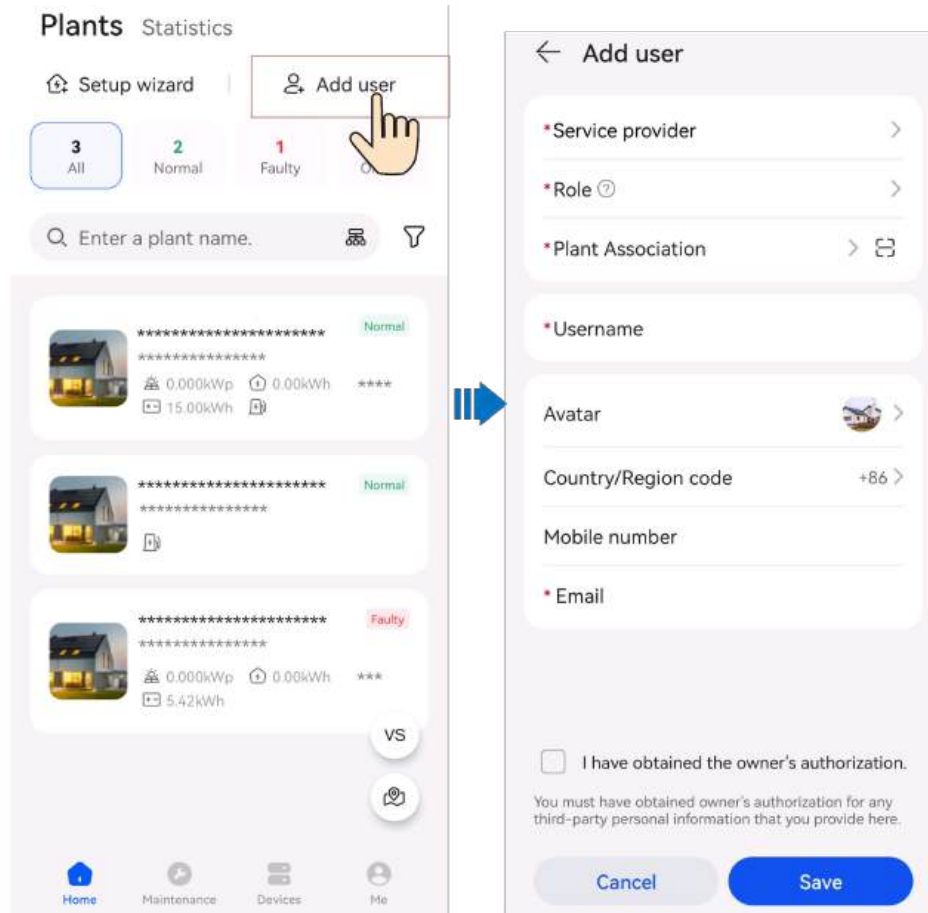 Plants Statistics
Setup wizard
Add user
3
All
2
Normal
1
Faulty
Enter a plant name.
**********************
Normal
***************
0.000kWp
0.00kWh
****
15.00kWh
**********************
Normal
***************
**********************
Faulty
***************
0.000kWp
0.00kWh
***
5.42kWh
VS
Home
Maintenance
Devices
Me
Add user
*Service provider
*Role
*Plant Association
*Username
Avatar
Country/Region code
+86
Mobile number
* Email
I have obtained the owner's authorization.
You must have obtained owner's authorization for any
third-party personal information that you provide here.
Cancel
Save